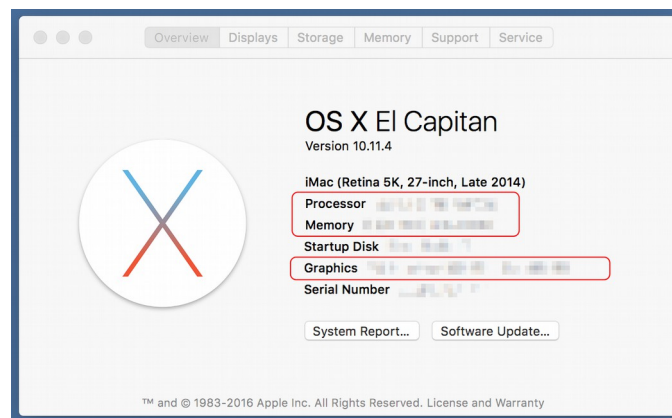 Overview Displays Storage Memory Support Service
OS X El Capitan
Version 10.11.4
iMac (Retina 5K, 27-inch, Late 2014)
Processor
Memory
Startup Disk
Graphics
Serial Number
System Report... Software Update...
™ and © 1983-2016 Apple Inc. All Rights Reserved. License and Warranty